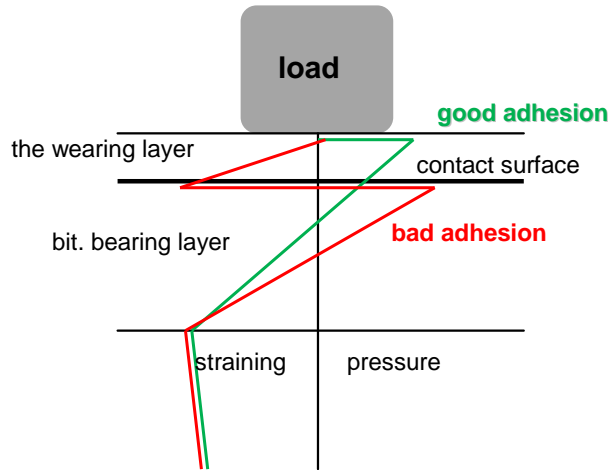 load
good adhesion
the wearing layer
contact surface
bit. bearing layer
bad adhesion
straining
pressure